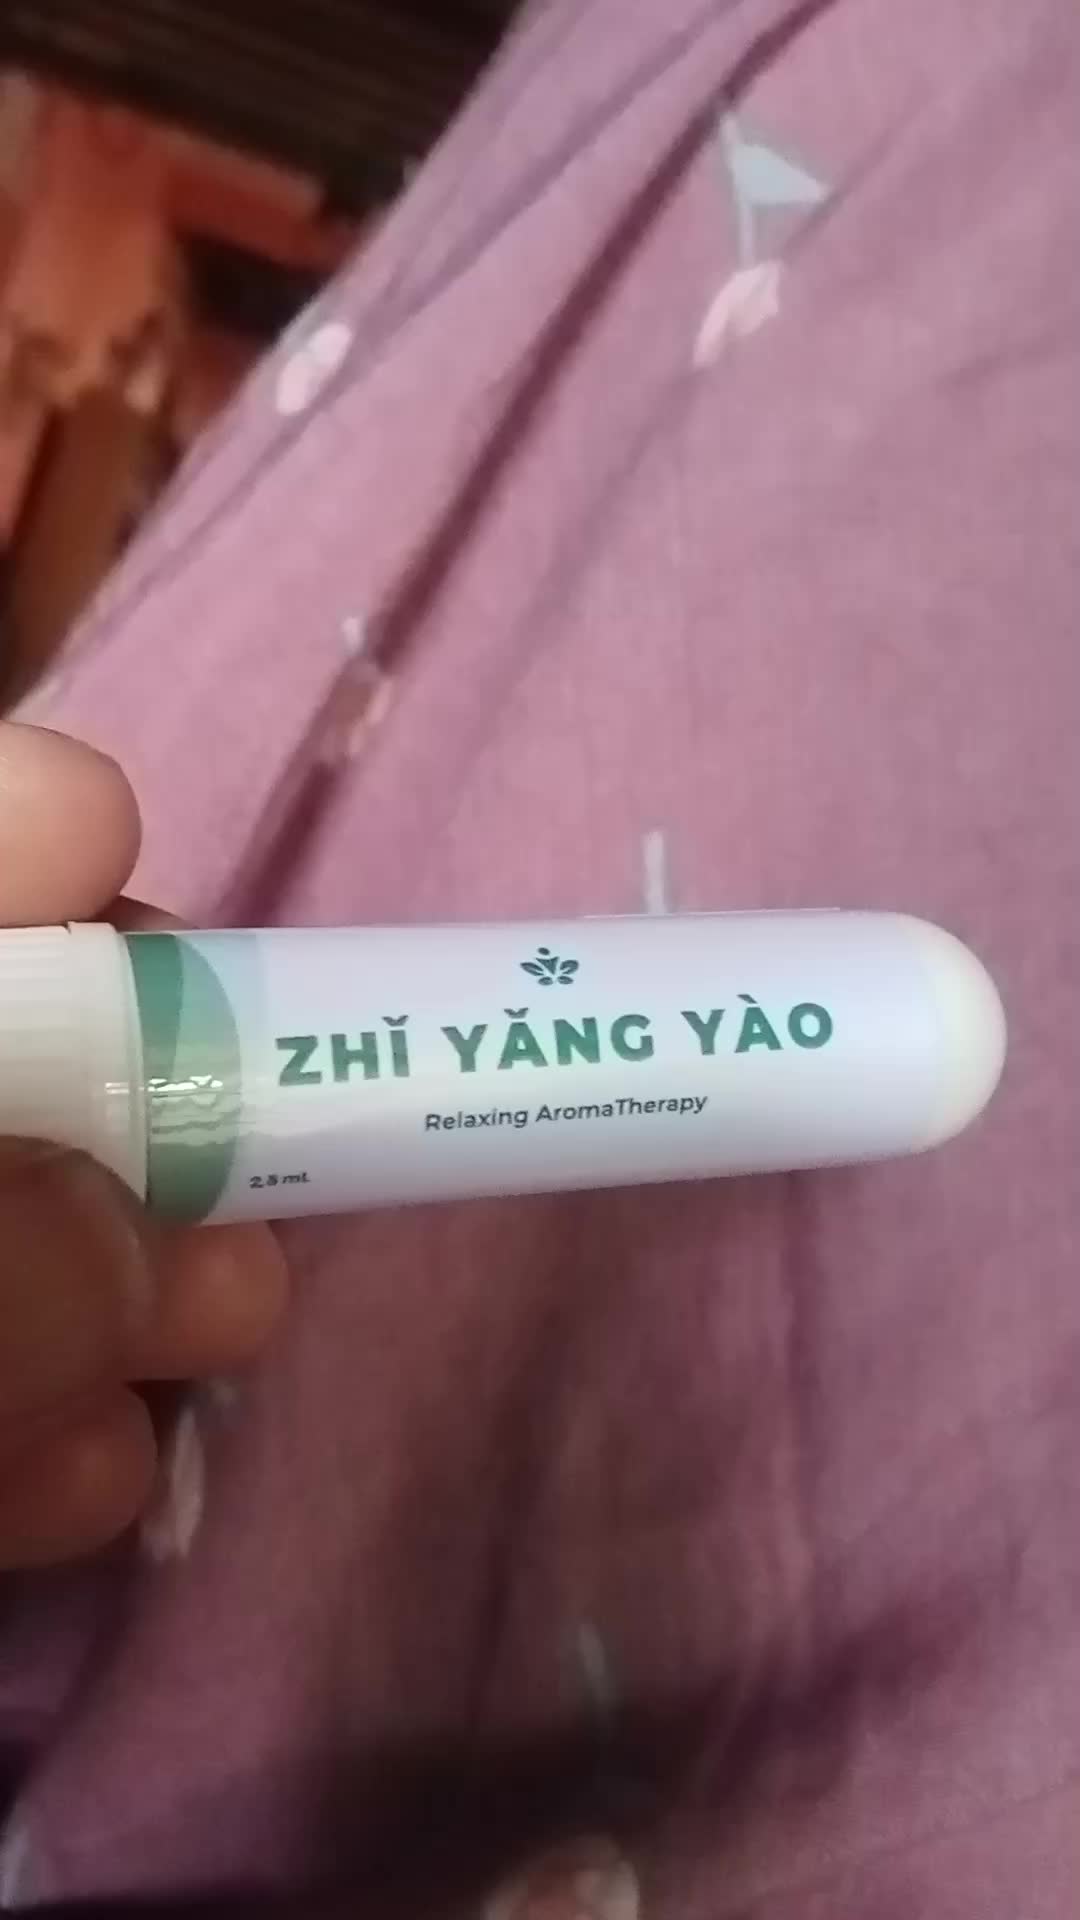 ZHǏ YǍNG YÀO
Relaxing AromaTherapy
2,5 mL